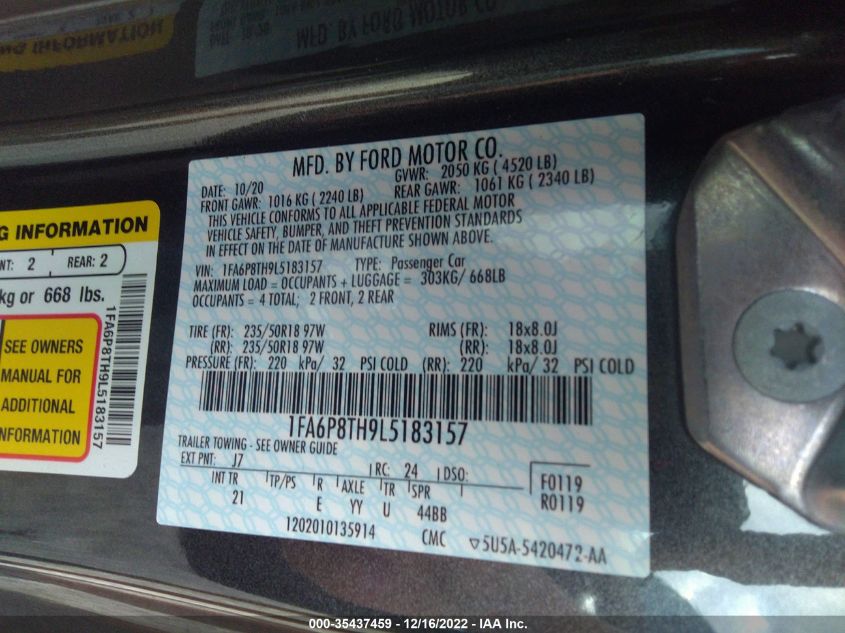 MFD. BY FORD MOTOR CO.
DATE: 10/20 GVWR: 2050 KG ( 4520 LB)
FRONT GAWR: 1016 KG ( 2240 LB) REAR GAWR: 1061 KG ( 2340 LB)
THIS VEHICLE CONFORMS TO ALL APPLICABLE FEDERAL MOTOR
VEHICLE SAFETY, BUMPER, AND THEFT PREVENTION STANDARDS
IN EFFECT ON THE DATE OF MANUFACTURE SHOWN ABOVE.
VIN: 1FA6P8TH9L5183157 TYPE: Passenger Car
MAXIMUM LOAD = OCCUPANTS + LUGGAGE = 303KG/ 668LB
OCCUPANTS = 4 TOTAL; 2 FRONT, 2 REAR
TIRE (FR): 235/50R18 97W RIMS (FR): 18x8.0J
(RR): 235/50R18 97W (RR): 18x8.0J
PRESSURE (FR): 220 kPa/ 32 PSI COLD (RR): 220 kPa/ 32 PSI COLD
1FA6P8TH9L5183157
TRAILER TOWING - SEE OWNER GUIDE
EXT PNT: J7 RC: 24 DSO:
INT TR TP/PS R AXLE TR SPR F0119
21 E YY U 44BB R0119
1202010135914 CMC ▽5U5A-5420472-AA
G INFORMATION
NT: 2 REAR: 2
kg or 668 lbs.
SEE OWNERS
MANUAL FOR
ADDITIONAL
INFORMATION
1FA6P8TH9L5183157
000-35437459 - 12/16/2022 - IAA Inc.